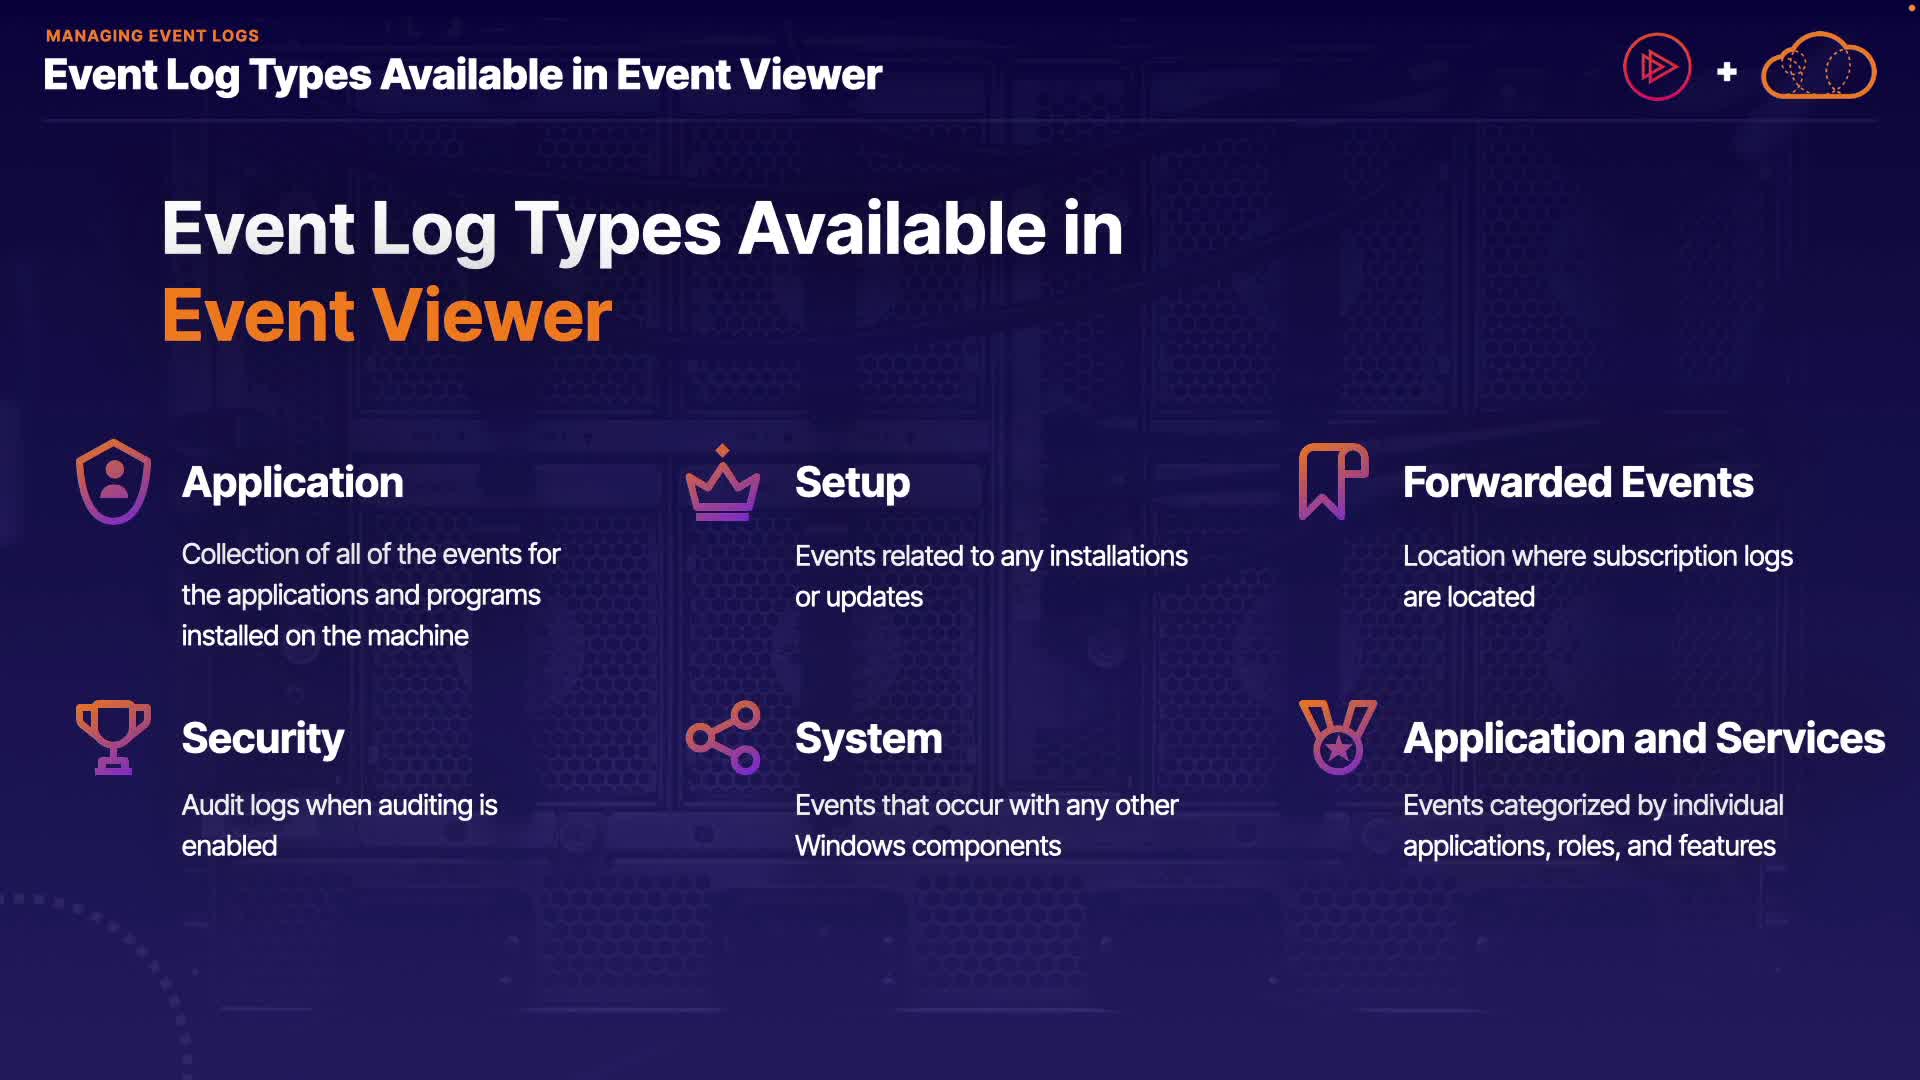 MANAGING EVENT LOGS
Event Log Types Available in Event Viewer
Event Log Types Available in
Event Viewer
Application
Collection of all of the events for
the applications and programs
installed on the machine
Setup
Events related to any installations
or updates
Forwarded Events
Location where subscription logs
are located
Security
Audit logs when auditing is
enabled
System
Events that occur with any other
Windows components
Application and Services
Events categorized by individual
applications, roles, and features